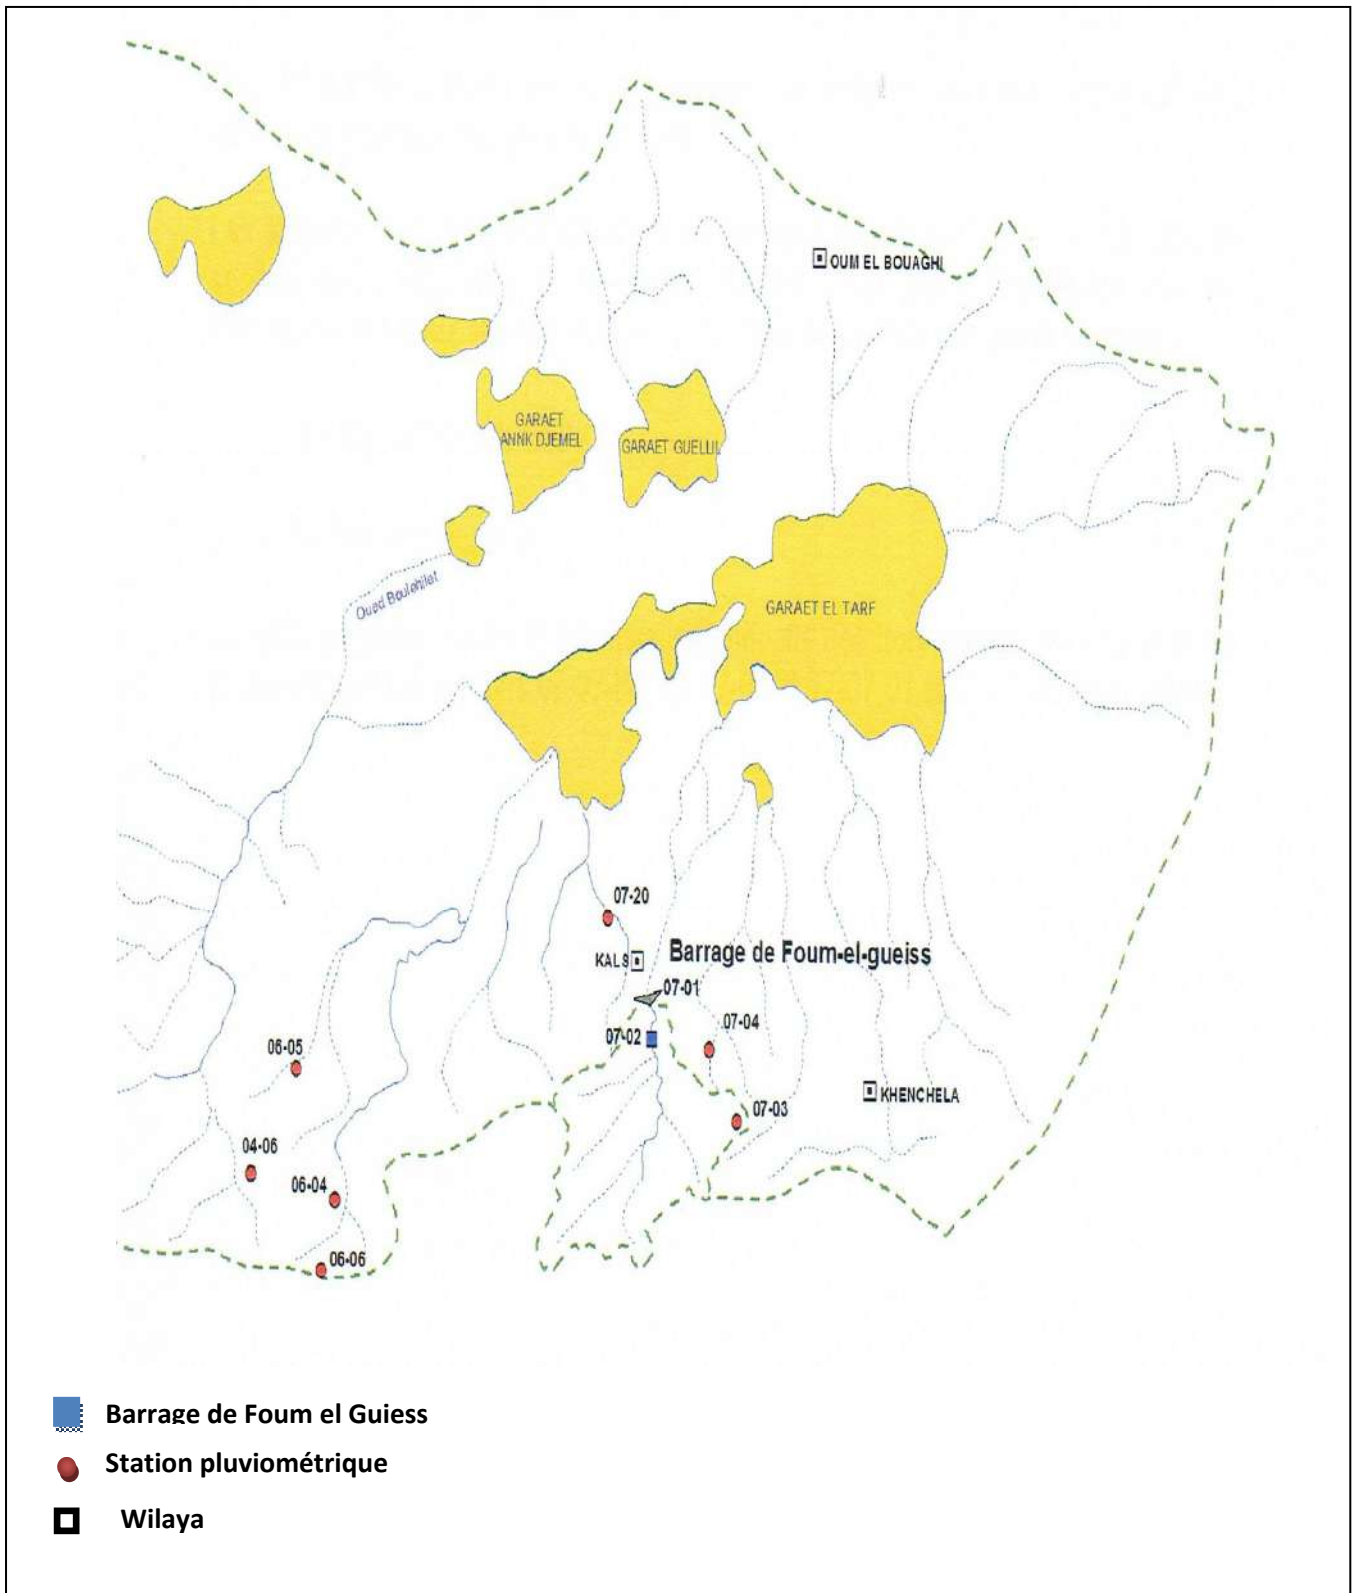 OUM EL BOUAGHI
GARAET
ANNK DJEMEL
GARAET GUELLIL
Oued Boulehilet
GARAET EL TARF
07-20
KALS
Barrage de Foum-el-gueiss
07-01
07-02
07-04
06-05
KHENCHELA
07-03
04-06
06-04
06-06
Barrage de Foum el Guiess
Station pluviométrique
Wilaya